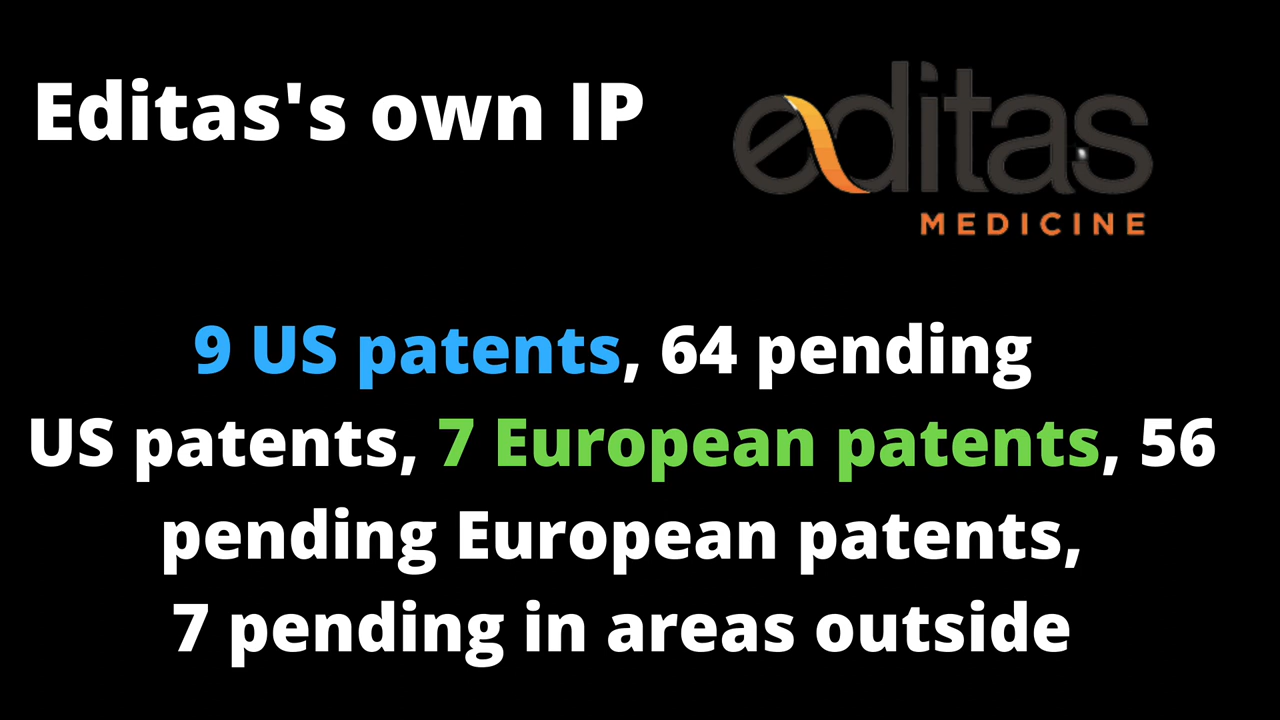 Editas's own IP
editas
MEDICINE
9 US patents, 64 pending
US patents, 7 European patents, 56
pending European patents,
7 pending in areas outside